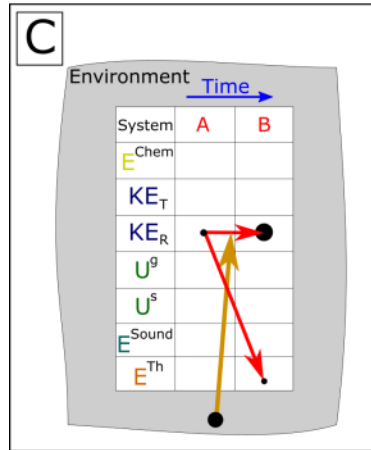 C
Environment
Time
System A B
E^Chem
KE_T
KE_R
U^g
U^s
E^Sound
E^Th